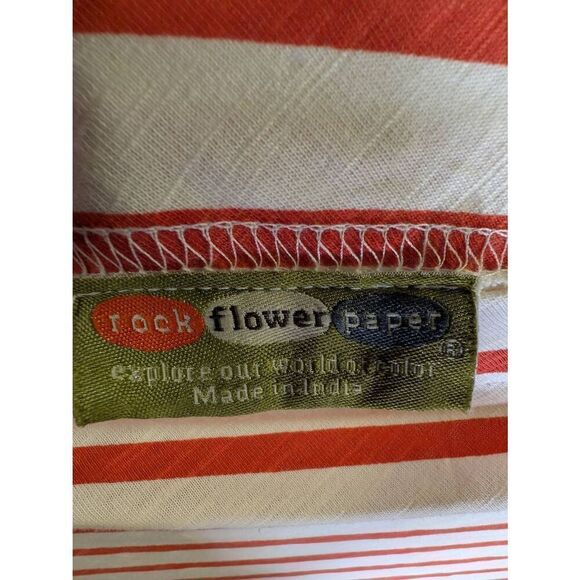 rock flower paper
®
explore our world of color
Made in India